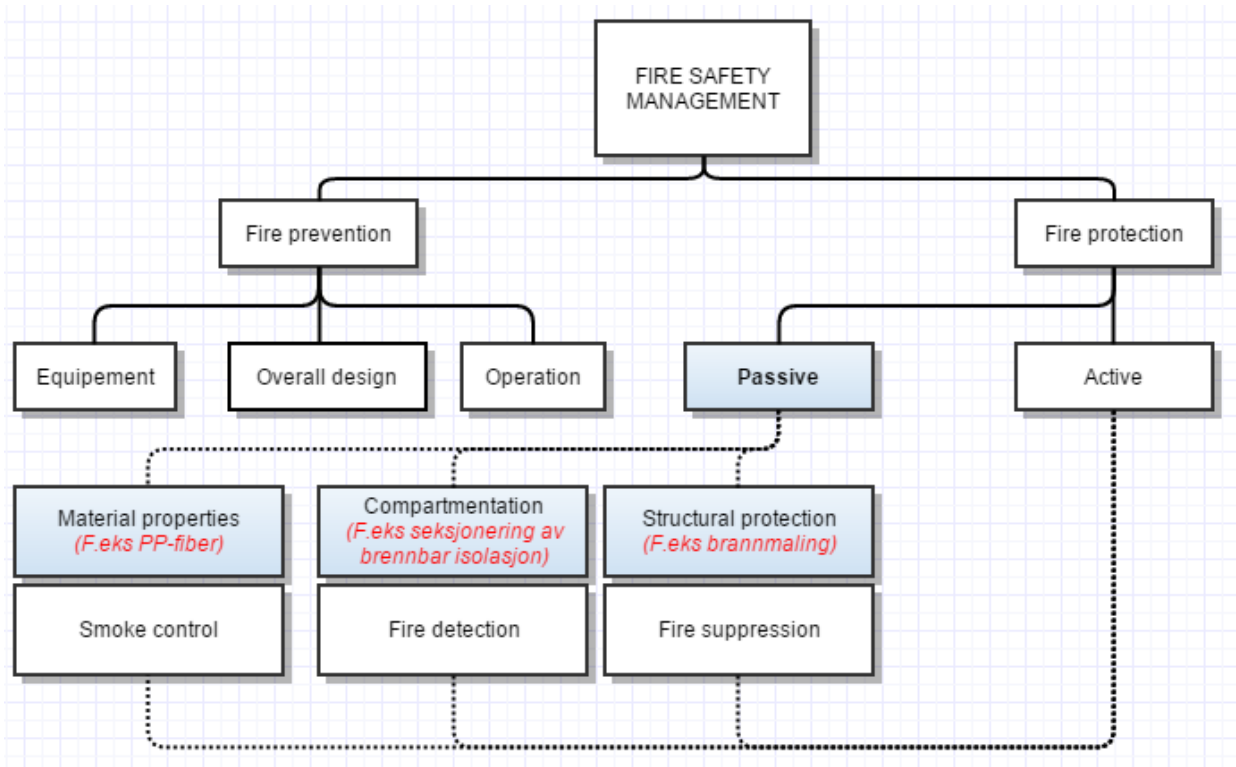 FIRE SAFETY
MANAGEMENT
Fire prevention
Fire protection
Equipement
Overall design
Operation
Passive
Active
Material properties
(F.eks PP-fiber)
Compartmentation
(F.eks seksjonering av
brennbar isolasjon)
Structural protection
(F.eks brannmaling)
Smoke control
Fire detection
Fire suppression